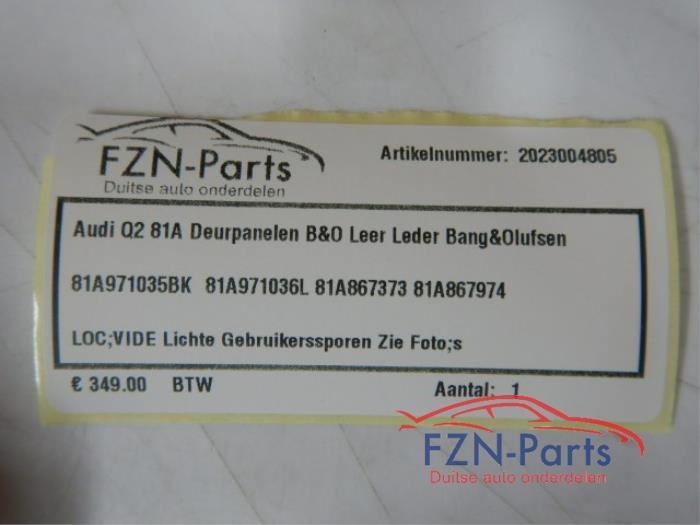 FZN-Parts
Duitse auto onderdelen
Artikelnummer: 2023004805
Audi Q2 81A Deurpanelen B&O Leer Leder Bang&Olufsen
81A971035BK 81A971036L 81A867373 81A867974
LOC;VIDE Lichte Gebruikerssporen Zie Foto;s
€ 349.00 BTW
Aantal: 1
FZN-Parts
Duitse auto onderdelen